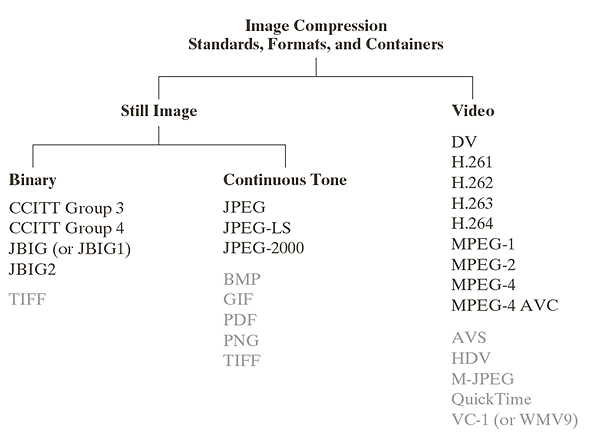 Image Compression
Standards, Formats, and Containers
Still Image
Video
Binary
CCITT Group 3
CCITT Group 4
JBIG (or JBIG1)
JBIG2
TIFF
Continuous Tone
JPEG
JPEG-LS
JPEG-2000
BMP
GIF
PDF
PNG
TIFF
DV
H.261
H.262
H.263
H.264
MPEG-1
MPEG-2
MPEG-4
MPEG-4 AVC
AVS
HDV
M-JPEG
QuickTime
VC-1 (or WMV9)